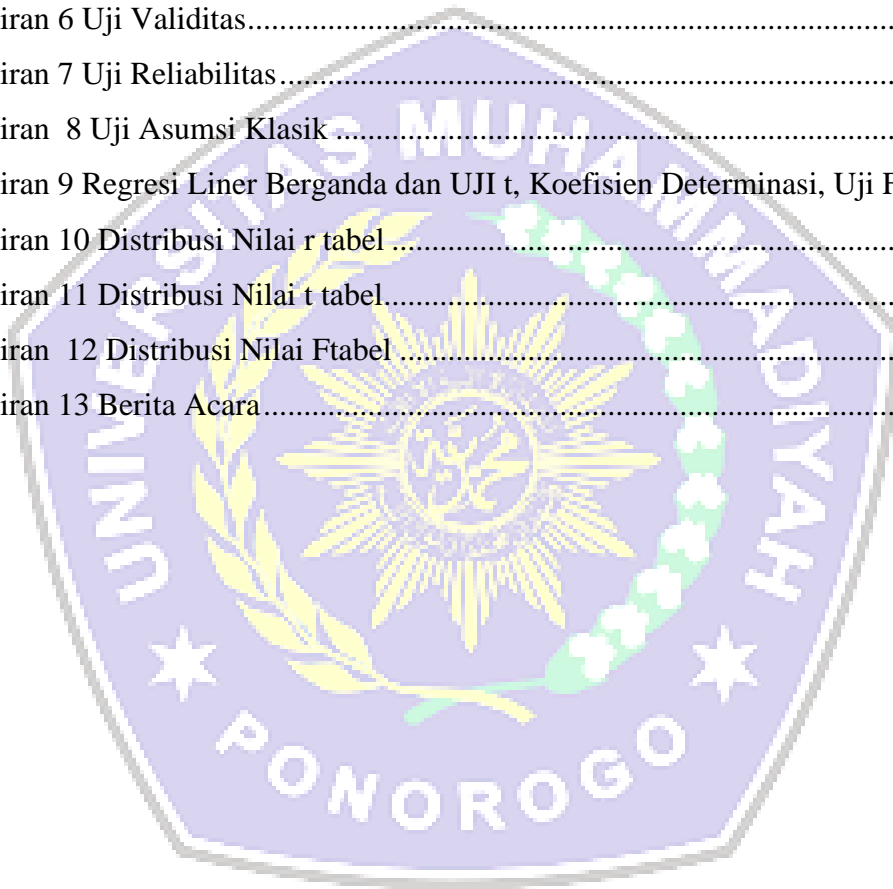 iran 6 Uji Validitas
iran 7 Uji Reliabilitas
iran 8 Uji Asumsi Klasik
iran 9 Regresi Liner Berganda dan UJI t, Koefisien Determinasi, Uji F
iran 10 Distribusi Nilai r tabel
iran 11 Distribusi Nilai t tabel
iran 12 Distribusi Nilai Ftabel
iran 13 Berita Acara
UNIVERSITAS MUHAMMADIYAH
PONOROGO